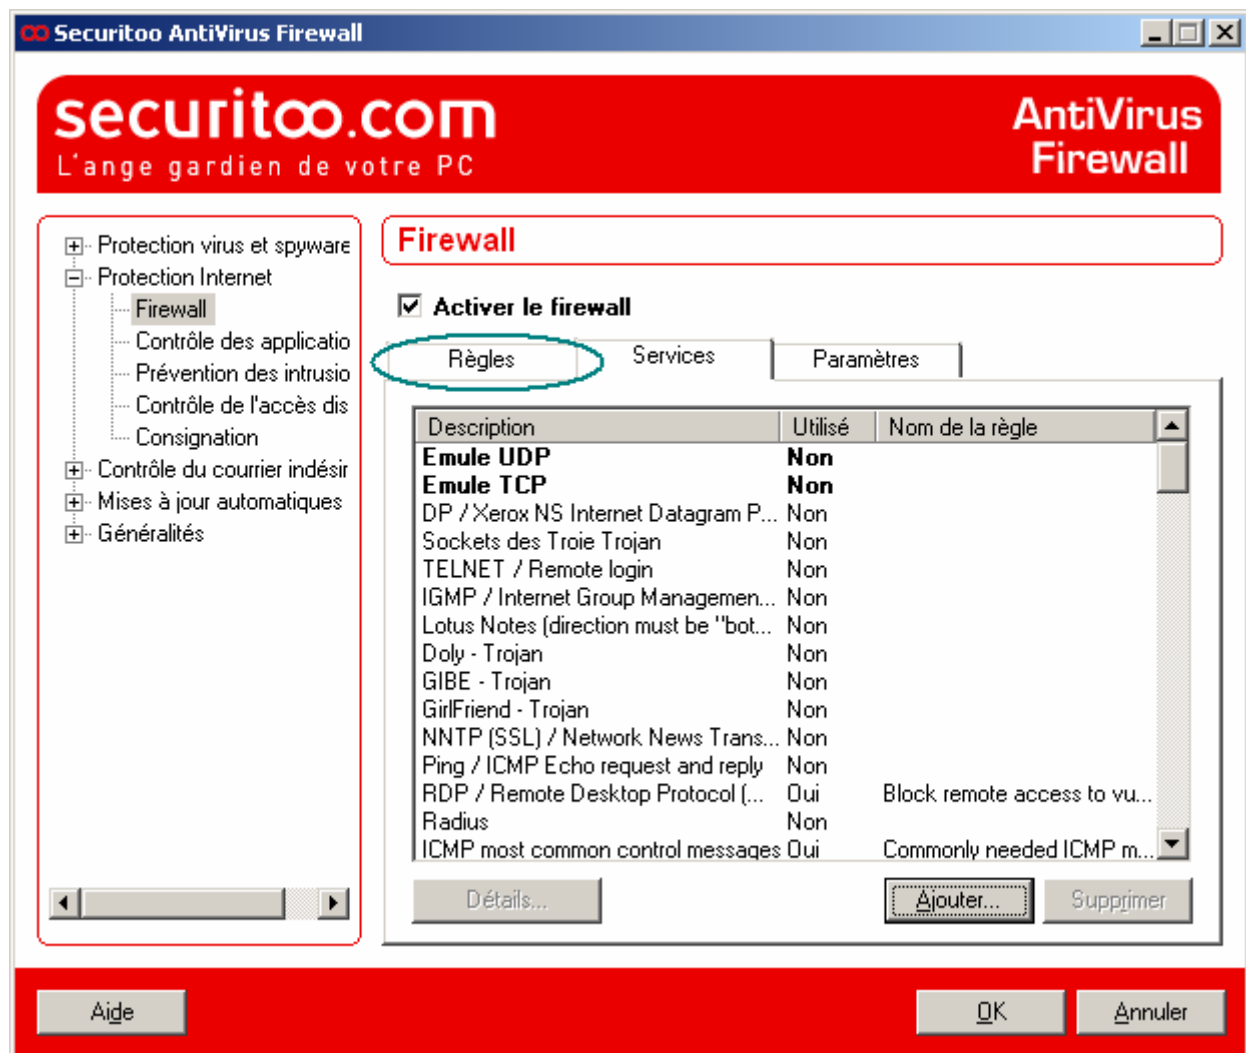 Securitoo AntiVirus Firewall
securitoo.com
L'ange gardien de votre PC
AntiVirus
Firewall
Protection virus et spyware
Protection Internet
Firewall
Contrôle des applicatio
Prévention des intrusio
Contrôle de l'accès dis
Consignation
Contrôle du courrier indésir
Mises à jour automatiques
Généralités
Firewall
Activer le firewall
Règles Services Paramètres
Description Utilisé Nom de la règle
Emule UDP Non
Emule TCP Non
DP / Xerox NS Internet Datagram P... Non
Sockets des Troie Trojan Non
TELNET / Remote login Non
IGMP / Internet Group Managemen... Non
Lotus Notes (direction must be "bot... Non
Doly - Trojan Non
GIBE - Trojan Non
GirlFriend - Trojan Non
NNTP (SSL) / Network News Trans... Non
Ping / ICMP Echo request and reply Non
RDP / Remote Desktop Protocol (... Oui Block remote access to vu...
Radius Non
ICMP most common control messages Oui Commonly needed ICMP m...
Détails... Ajouter... Supprimer
Aide OK Annuler